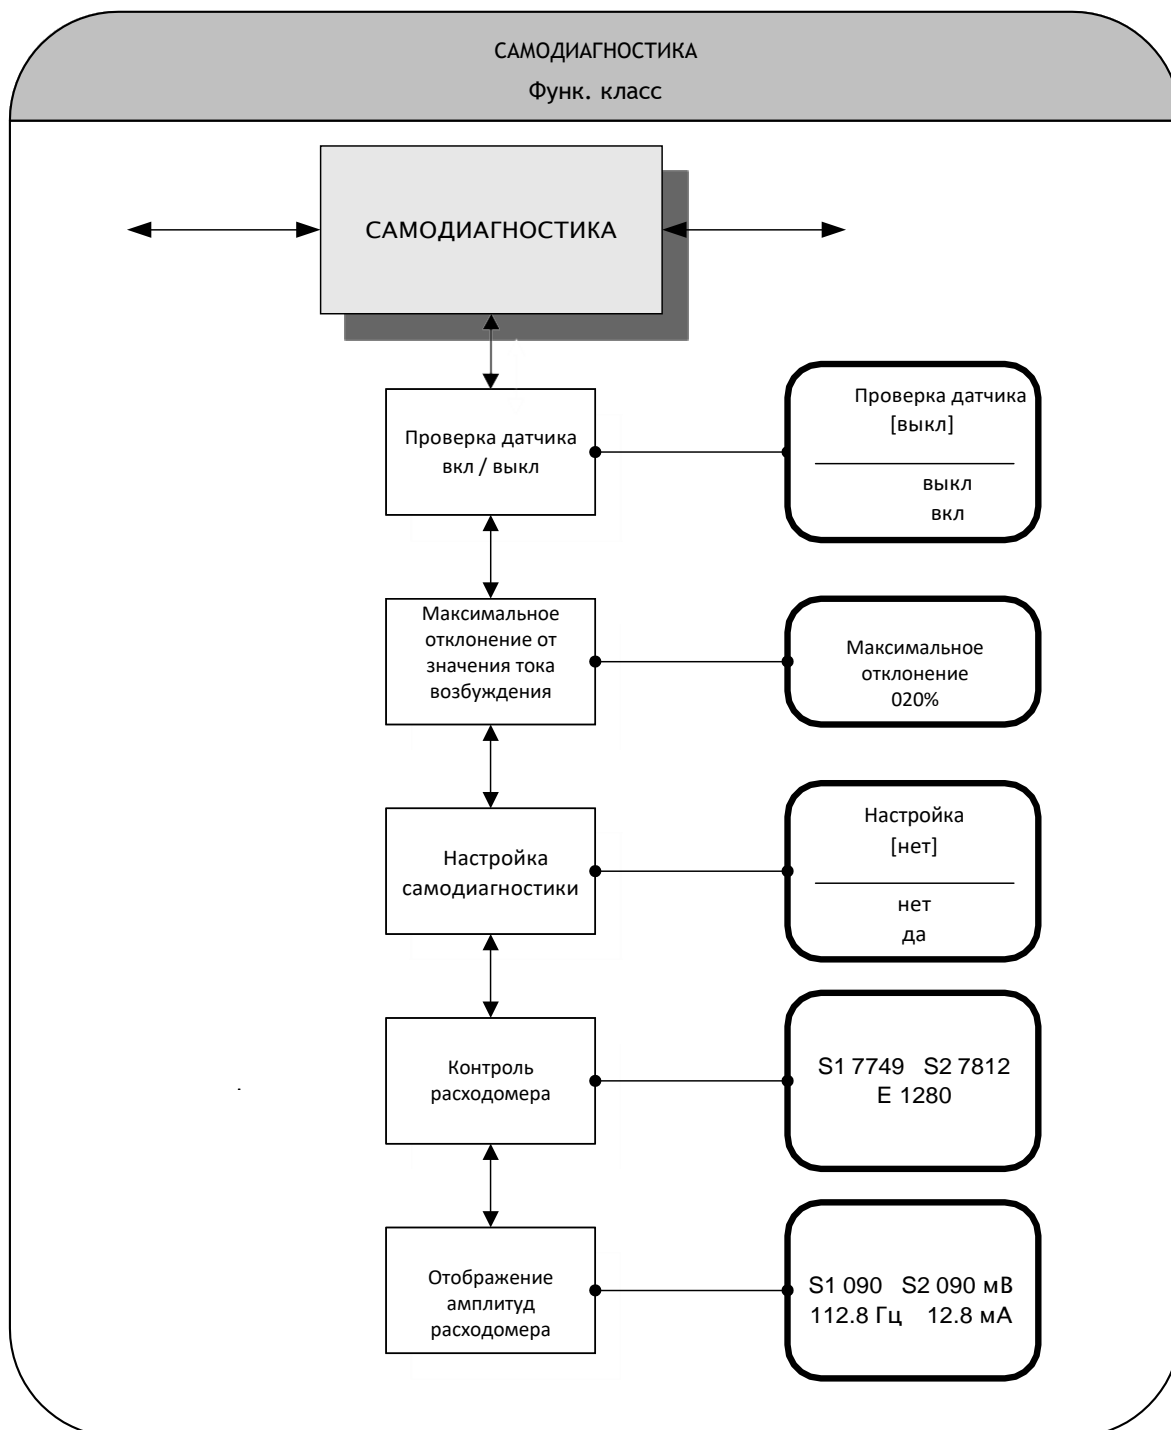 САМОДИАГНОСТИКА
Функ. класс
САМОДИАГНОСТИКА
Проверка датчика
вкл / выкл
Проверка датчика
[выкл]
выкл
вкл
Максимальное
отклонение от
значения тока
возбуждения
Максимальное
отклонение
020%
Настройка
самодиагностики
Настройка
[нет]
нет
да
Контроль
расходомера
S1 7749 S2 7812
E 1280
Отображение
амплитуд
расходомера
S1 090 S2 090 мВ
112.8 Гц 12.8 мА